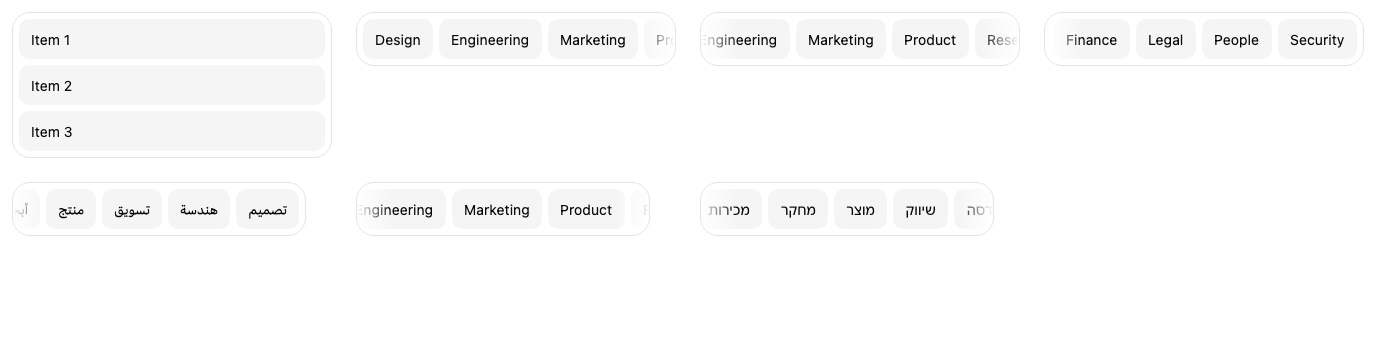 Item 1
Item 2
Item 3
Design Engineering Marketing
Marketing Product
Finance Legal People Security
تصميم هندسة تسويق منتج
Marketing Product
שיווק מוצר מחקר מכירות